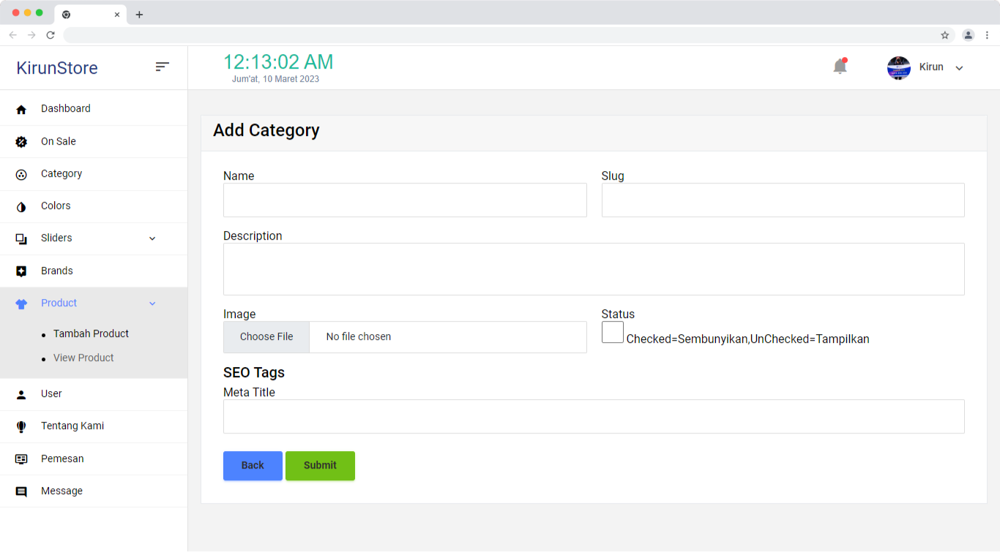 KirunStore
12:13:02 AM
Jum'at, 10 Maret 2023
Kirun
Dashboard
On Sale
Category
Colors
Sliders
Brands
Product
Tambah Product
View Product
User
Tentang Kami
Pemesan
Message
Add Category
Name
Slug
Description
Image
Status
Choose File
No file chosen
Checked=Sembunyikan,UnChecked=Tampilkan
SEO Tags
Meta Title
Back
Submit